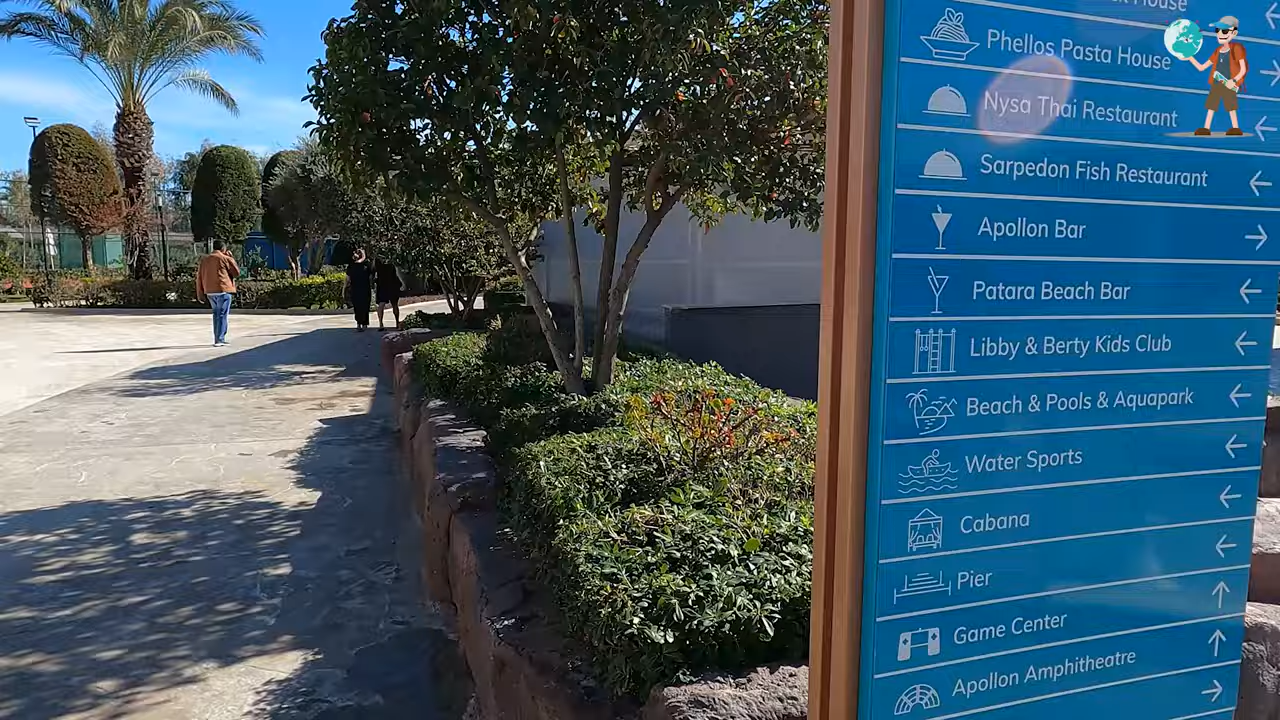 House
Phellos Pasta House
Nysa Thai Restaurant
Sarpedon Fish Restaurant
Apollon Bar
Patara Beach Bar
Libby & Berty Kids Club
Beach & Pools & Aquapark
Water Sports
Cabana
Pier
Game Center
Apollon Amphitheatre